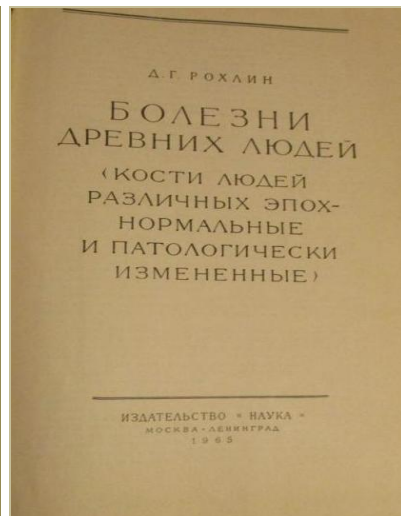 Д. Г. РОХЛИН
БОЛЕЗНИ
ДРЕВНИХ ЛЮДЕЙ
(КОСТИ ЛЮДЕЙ
РАЗЛИЧНЫХ ЭПОХ-
НОРМАЛЬНЫЕ
И ПАТОЛОГИЧЕСКИ
ИЗМЕНЕННЫЕ)
ИЗДАТЕЛЬСТВО «НАУКА»
МОСКВА - ЛЕНИНГРАД
1965